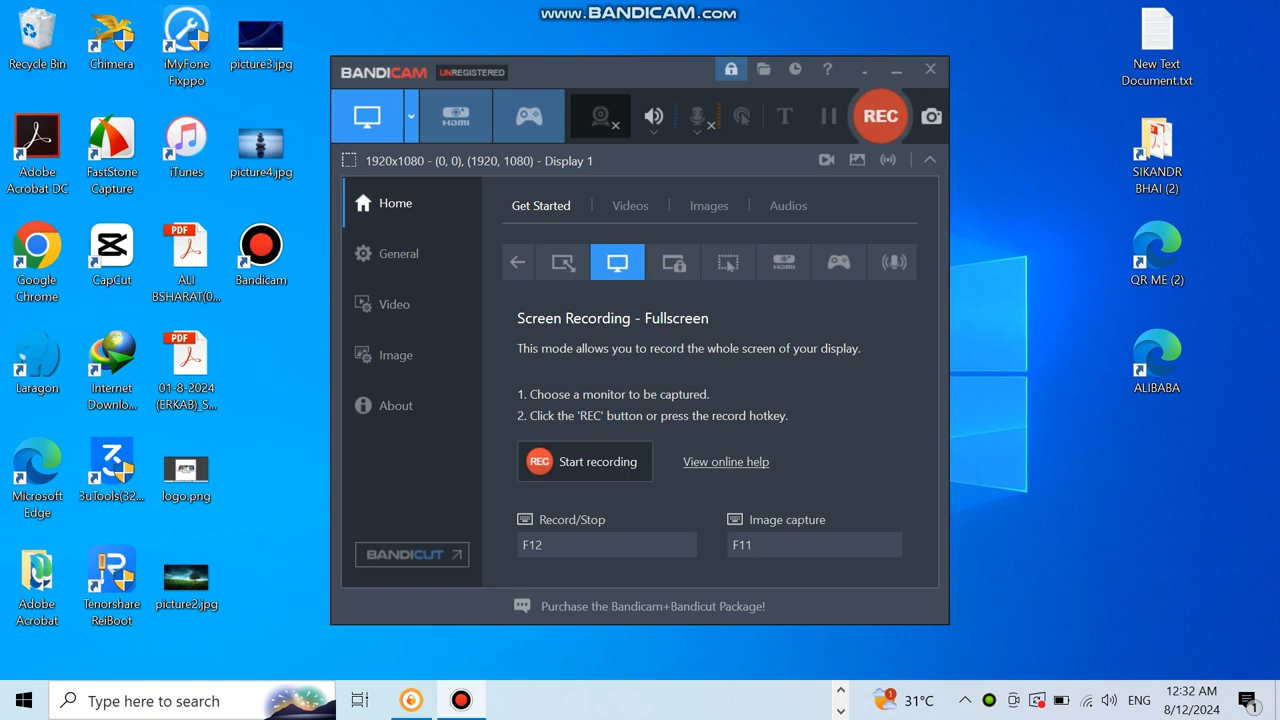 www.BANDICAM.com
Recycle Bin
Chimera
iMyFone
Fixppo
picture3.jpg
Adobe
Acrobat DC
FastStone
Capture
iTunes
picture4.jpg
Google
Chrome
CapCut
PDF
ALI
BSHARAT(0...
Bandicam
Laragon
Internet
Downlo...
PDF
01-8-2024
(ERKAB)_S...
Microsoft
Edge
3uTools(32...
logo.png
Adobe
Acrobat
Tenorshare
ReiBoot
picture2.jpg
BANDICAM UNREGISTERED
HDMI
T
REC
1920x1080 - (0, 0), (1920, 1080) - Display 1
Home
General
Video
Image
About
BANDICUT
Get Started
Videos
Images
Audios
HDMI
Screen Recording - Fullscreen
This mode allows you to record the whole screen of your display.
1. Choose a monitor to be captured.
2. Click the 'REC' button or press the record hotkey.
REC Start recording
View online help
Record/Stop
F12
Image capture
F11
Purchase the Bandicam+Bandicut Package!
New Text
Document.txt
SIKANDR
BHAI (2)
QR ME (2)
ALIBABA
Type here to search
1
31°C
ENG
12:32 AM
8/12/2024
1